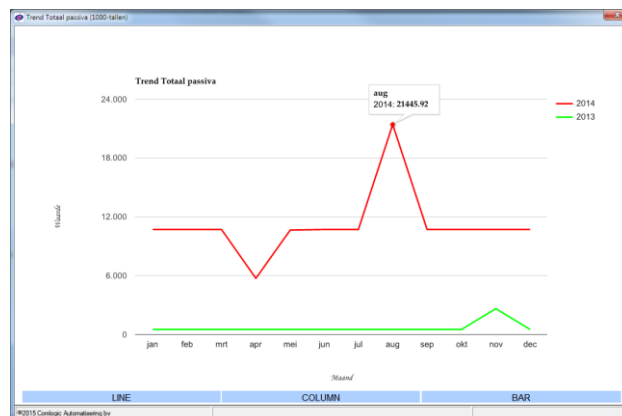 Trend Totaal passiva (1000-tallen)
Trend Totaal passiva
aug
2014: 21445.92
24.000
18.000
12.000
6.000
0
Waarde
2014
2013
jan feb mrt apr mei jun jul aug sep okt nov dec
Maand
LINE COLUMN BAR
©2015 Comlogic Automatisering bv